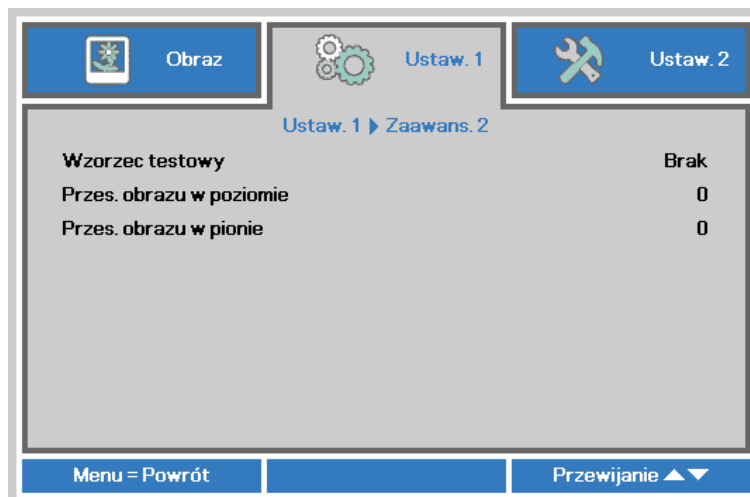 Obraz
Ustaw. 1
Ustaw. 2
Ustaw. 1 ▶ Zaawans. 2
Wzorzec testowy Brak
Przes. obrazu w poziomie 0
Przes. obrazu w pionie 0
Menu = Powrót
Przewijanie ▲▼